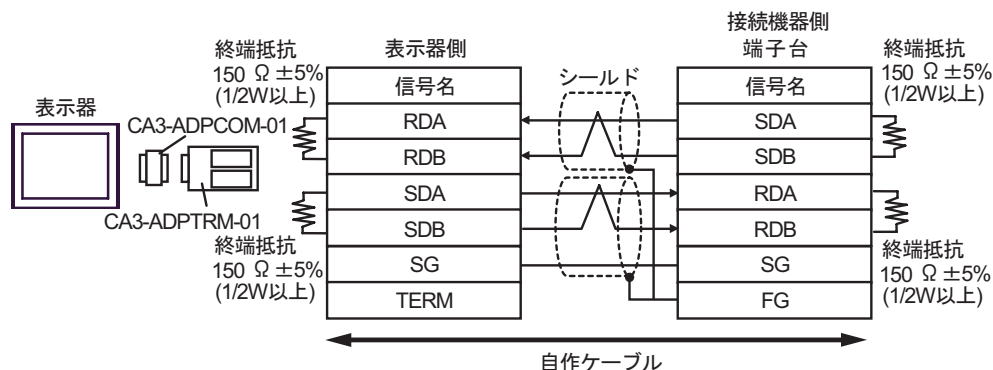 表示器
CA3-ADPCOM-01
CA3-ADPTRM-01
終端抵抗
150 Ω ±5%
(1/2W以上)
終端抵抗
150 Ω ±5%
(1/2W以上)
表示器側
信号名
RDA
RDB
SDA
SDB
SG
TERM
シールド
接続機器側
端子台
信号名
SDA
SDB
RDA
RDB
SG
FG
終端抵抗
150 Ω ±5%
(1/2W以上)
終端抵抗
150 Ω ±5%
(1/2W以上)
自作ケーブル